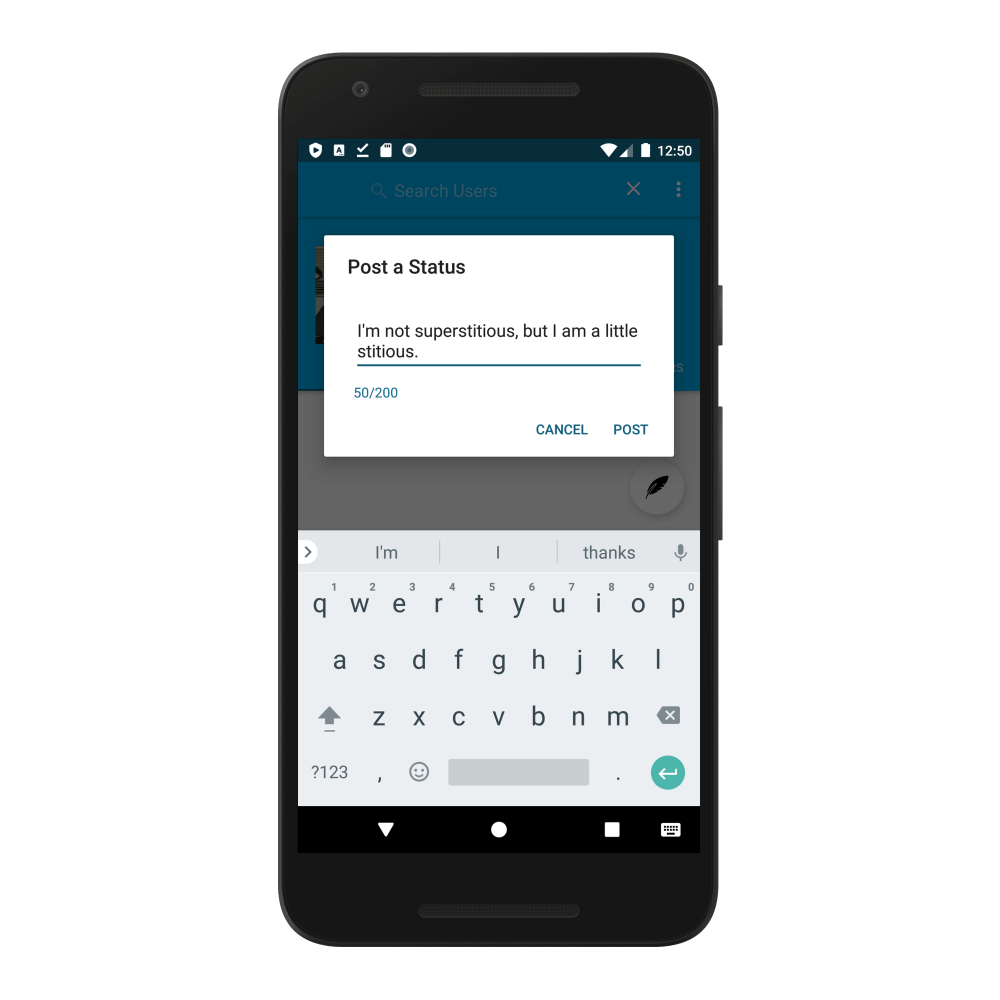 12:50
Search Users
Post a Status
I'm not superstitious, but I am a little
stitious.
50/200
CANCEL POST
I'm I thanks
1 2 3 4 5 6 7 8 9 0
q w e r t y u i o p
a s d f g h j k l
z x c v b n m
?123 , .